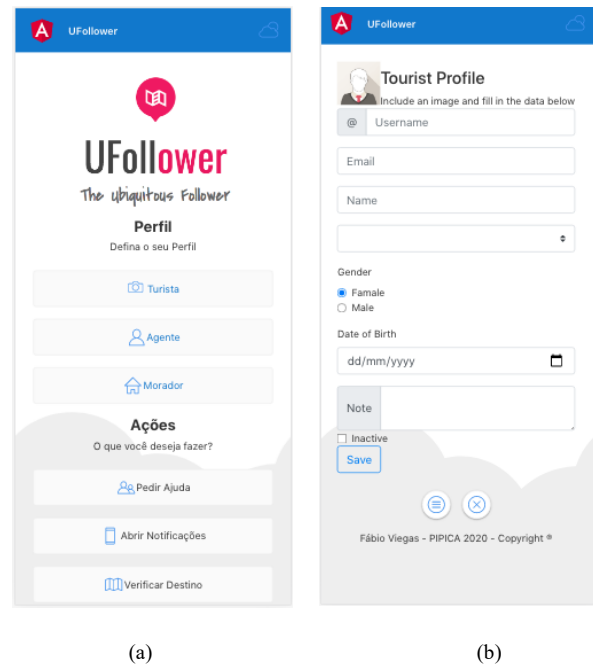 UFollower
UFollower
The Ubiquitous Follower
Perfil
Defina o seu Perfil
Turista
Agente
Morador
Ações
O que você deseja fazer?
Pedir Ajuda
Abrir Notificações
Verificar Destino
(a)
UFollower
Tourist Profile
Include an image and fill in the data below
@ Username
Email
Name
Gender
Famale
Male
Date of Birth
dd/mm/yyyy
Note
Inactive
Save
Fábio Viegas - PIPICA 2020 - Copyright ®
(b)